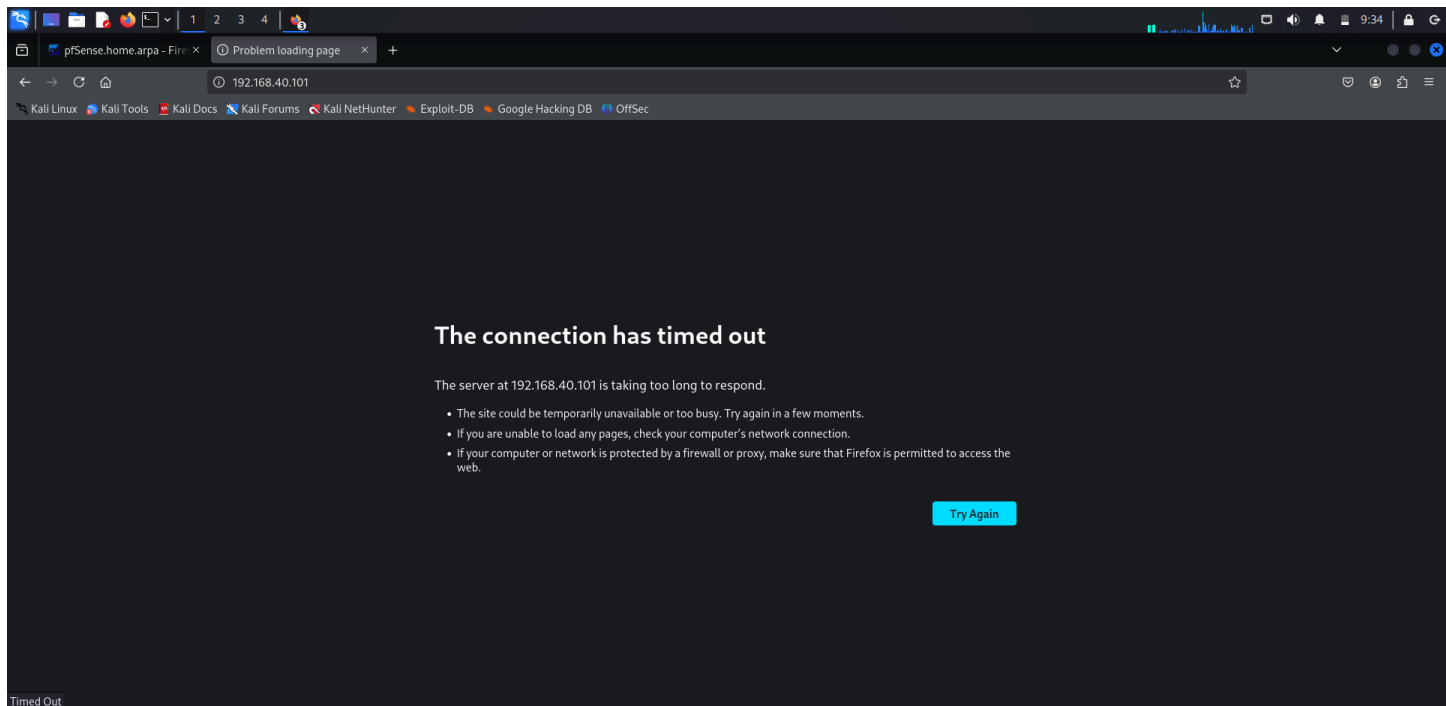 1 2 3 4 9:34
pfSense.home.arpa - Fire Problem loading page
192.168.40.101
Kali Linux Kali Tools Kali Docs Kali Forums Kali NetHunter Exploit-DB Google Hacking DB OffSec
The connection has timed out
The server at 192.168.40.101 is taking too long to respond.
• The site could be temporarily unavailable or too busy. Try again in a few moments.
• If you are unable to load any pages, check your computer's network connection.
• If your computer or network is protected by a firewall or proxy, make sure that Firefox is permitted to access the
web.
Try Again
Timed Out